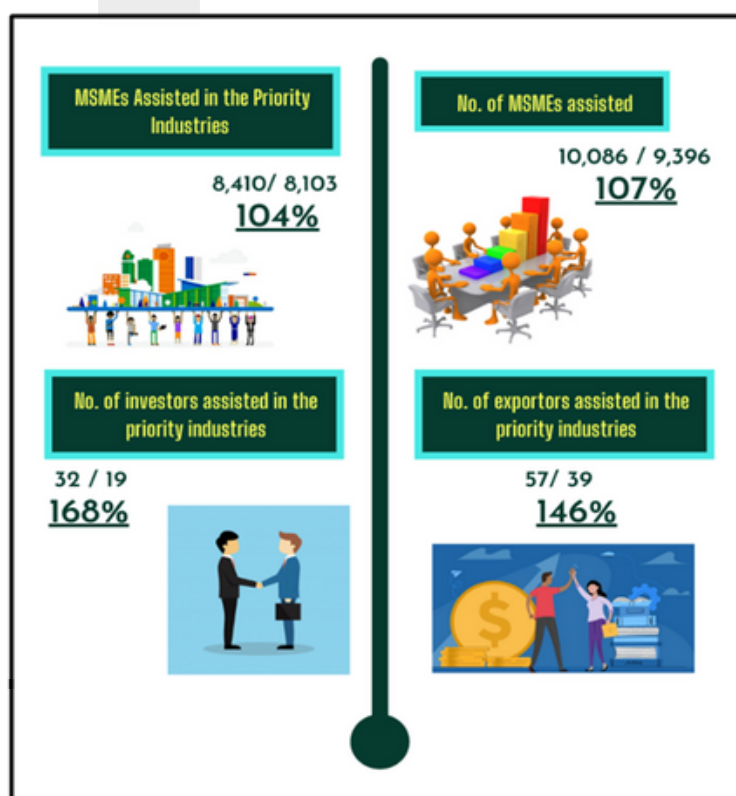 MSMEs Assisted in the Priority
Industries
8,410/ 8,103
104%
No. of MSMEs assisted
10,086 / 9,396
107%
No. of investors assisted in the
priority industries
32 / 19
168%
No. of exportors assisted in the
priority industries
57/ 39
146%